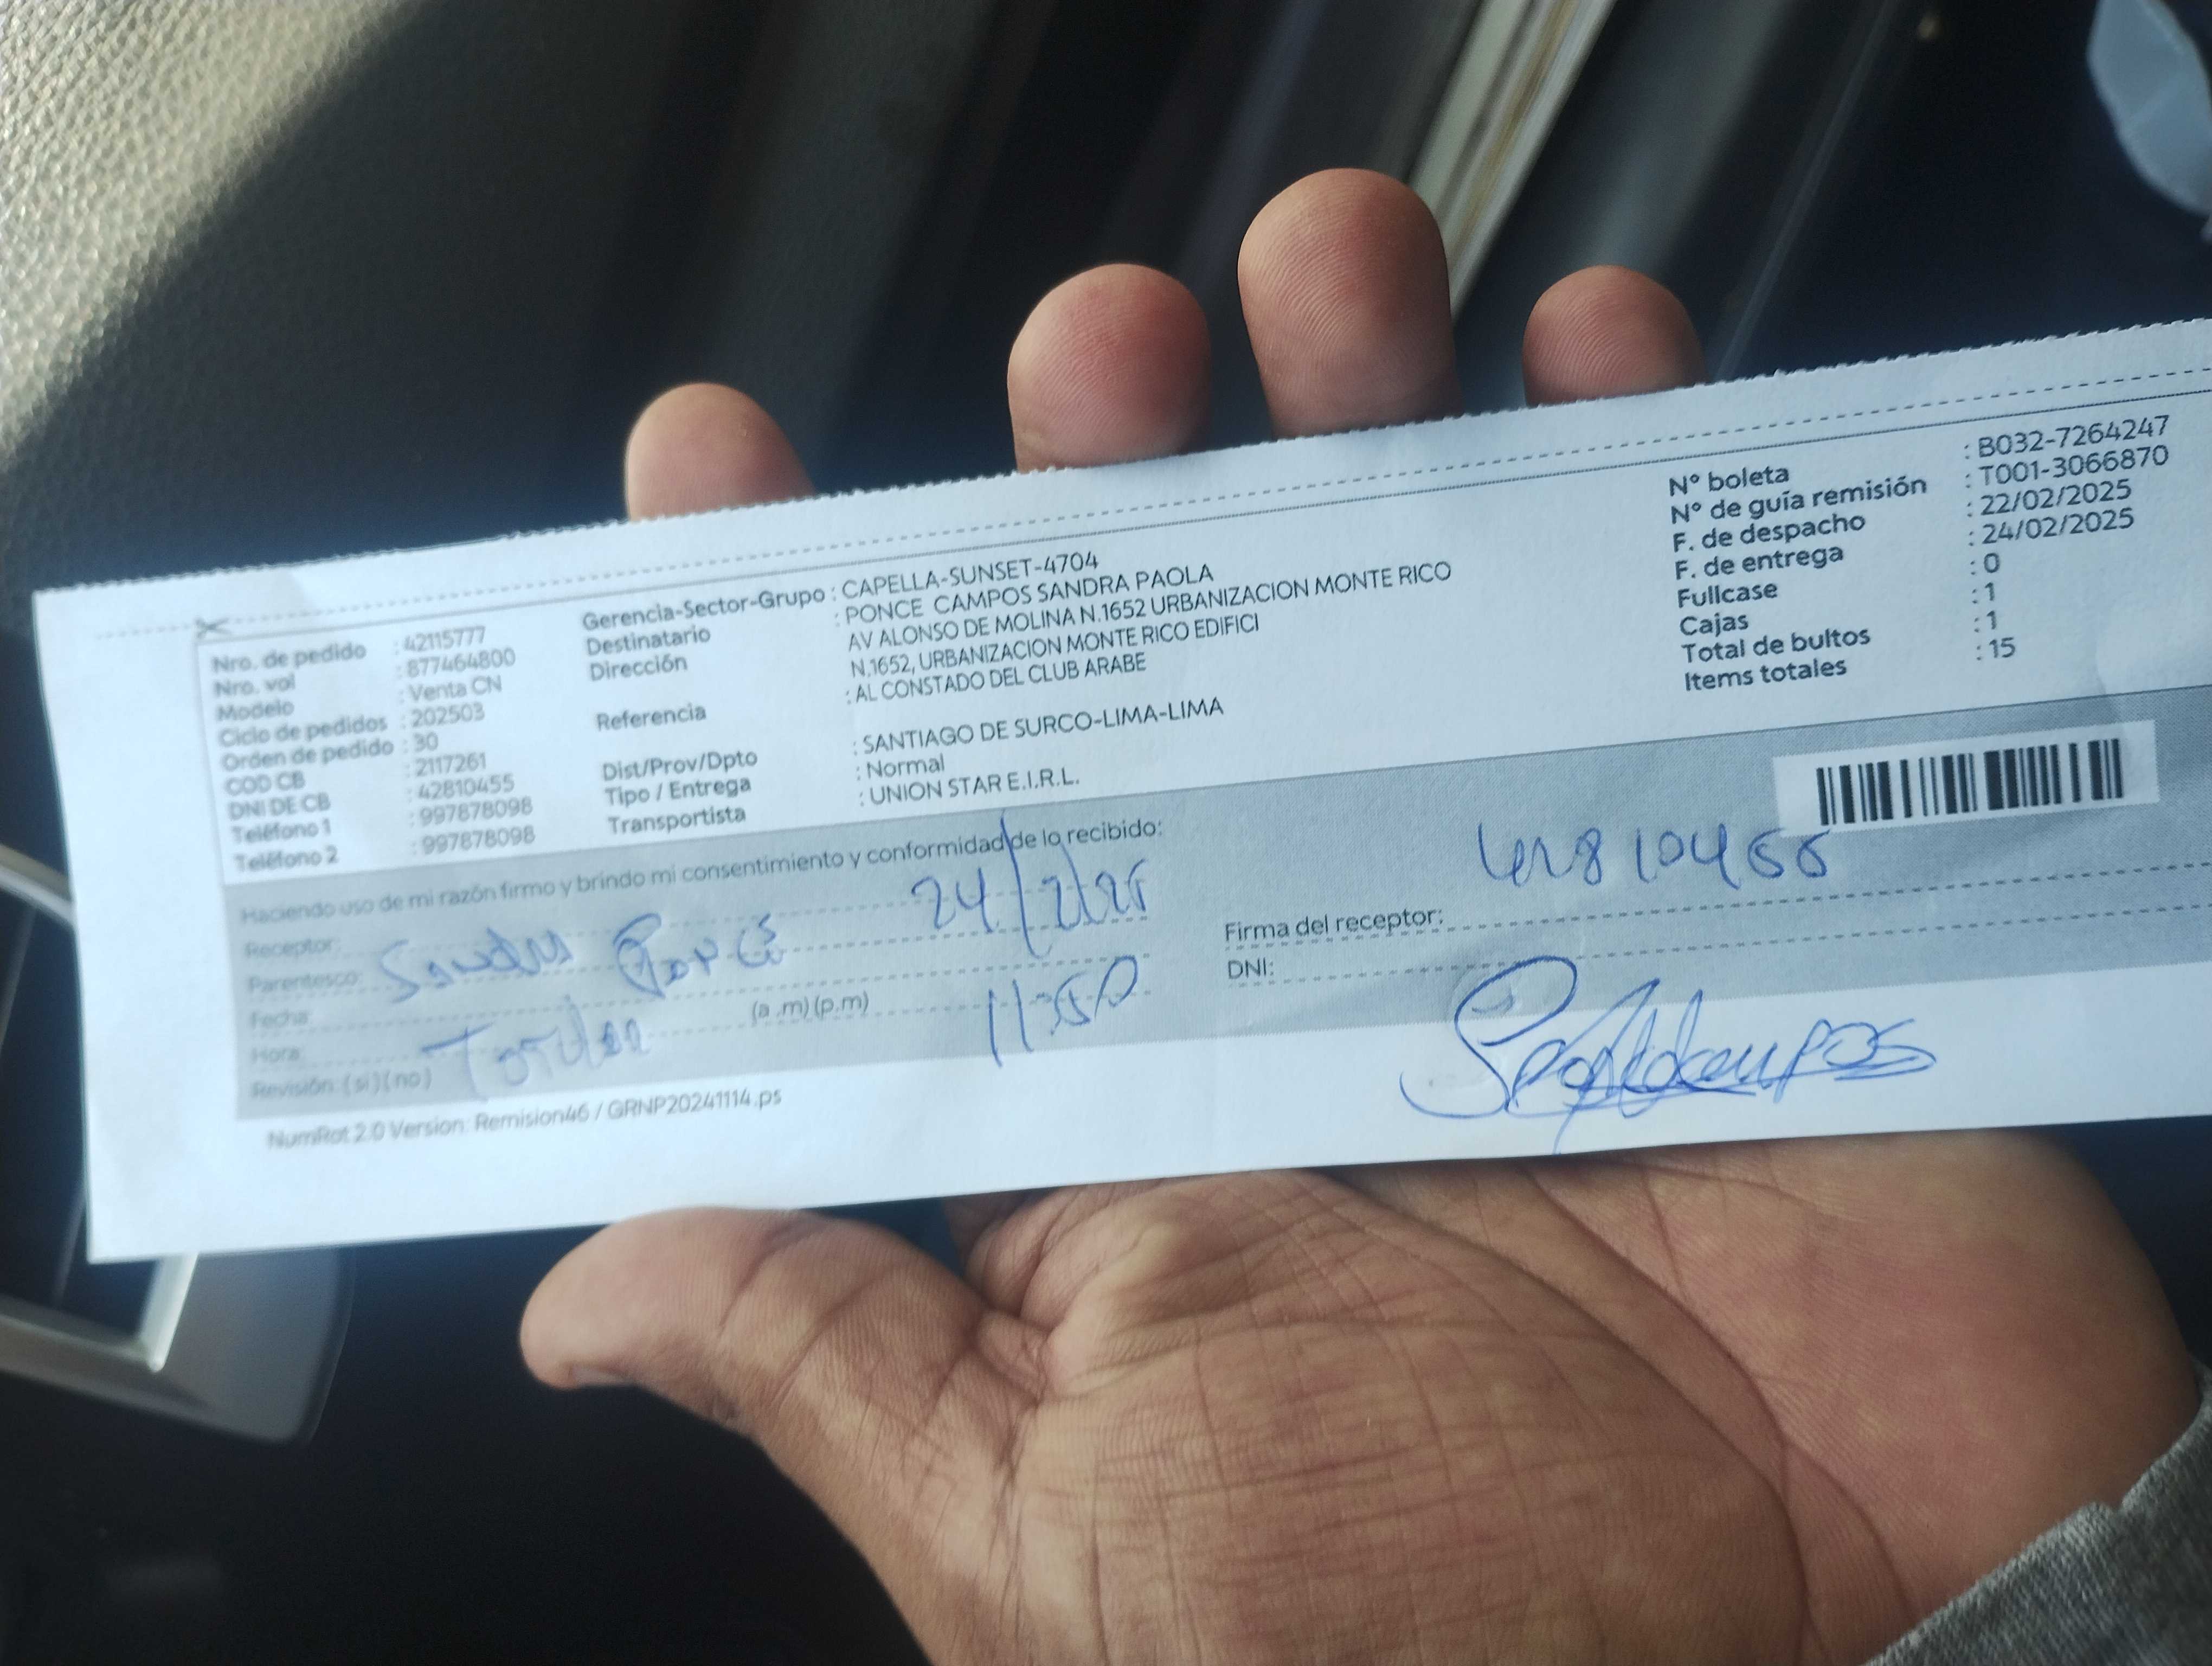 Nro. de pedido : 42115777
Nro. vol : 877464800
Modelo : Venta CN
Ciclo de pedidos : 202503
Orden de pedido : 30
COD CB : 2117261
DNI DE CB : 42810455
Teléfono 1 : 997878098
Teléfono 2 : 997878098
Gerencia-Sector-Grupo : CAPELLA-SUNSET-4704
Destinatario : PONCE CAMPOS SANDRA PAOLA
Dirección AV ALONSO DE MOLINA N.1652 URBANIZACION MONTE RICO
N.1652, URBANIZACION MONTE RICO EDIFICI
Referencia : AL CONSTADO DEL CLUB ARABE
Dist/Prov/Dpto : SANTIAGO DE SURCO-LIMA-LIMA
Tipo / Entrega : Normal
Transportista : UNION STAR E.I.R.L.
N° boleta : B032-7264247
N° de guía remisión : T001-3066870
F. de despacho : 22/02/2025
F. de entrega : 24/02/2025
Fullcase : 0
Cajas : 1
Total de bultos : 1
Items totales : 15
Haciendo uso de mi razón firmo y brindo mi consentimiento y conformidad de lo recibido:
Receptor:
Parentesco: Sandra Ponce 24/2/25
Fecha:
Hora: (a .m) (p.m) 11:50
Revisión: (si) (no) Titular
42810455
Firma del receptor:
DNI:
NumRot 2.0 Version: Remision46 / GRNP20241114.ps